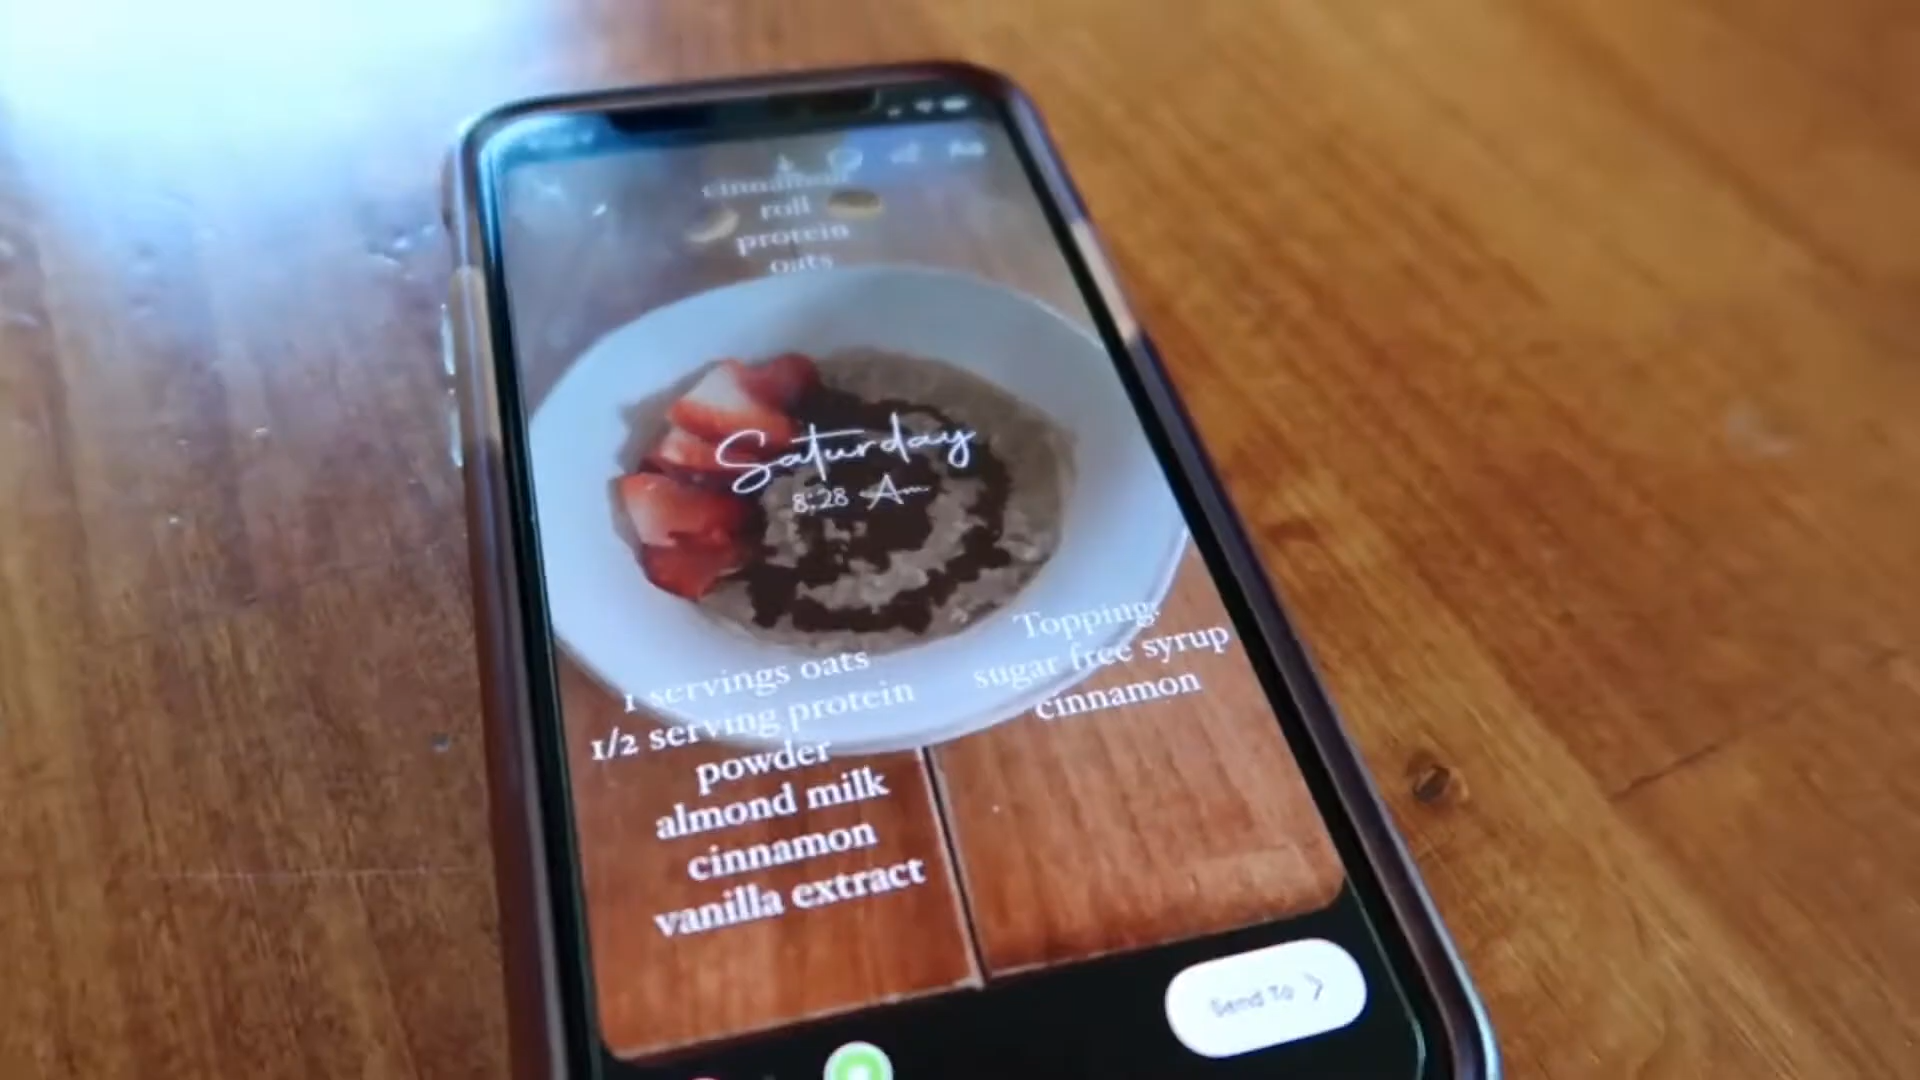 Aa
cinnamon
roll
protein
oats
Saturday
8:28 Am
1 servings oats
1/2 serving protein
powder
almond milk
cinnamon
vanilla extract
Topping:
sugar free syrup
cinnamon
Send To >